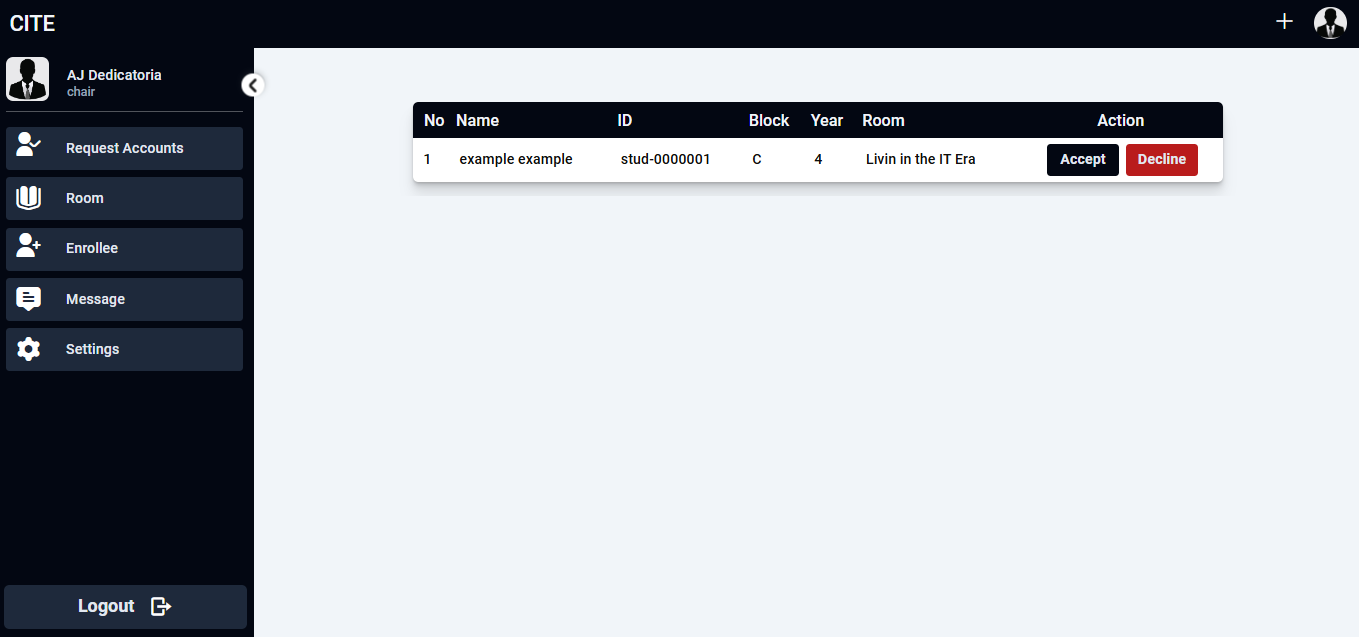 CITE
AJ Dedicatoria
chair
Request Accounts
Room
Enrollee
Message
Settings
Logout
No Name ID Block Year Room Action
1 example example stud-0000001 C 4 Livin in the IT Era Accept Decline